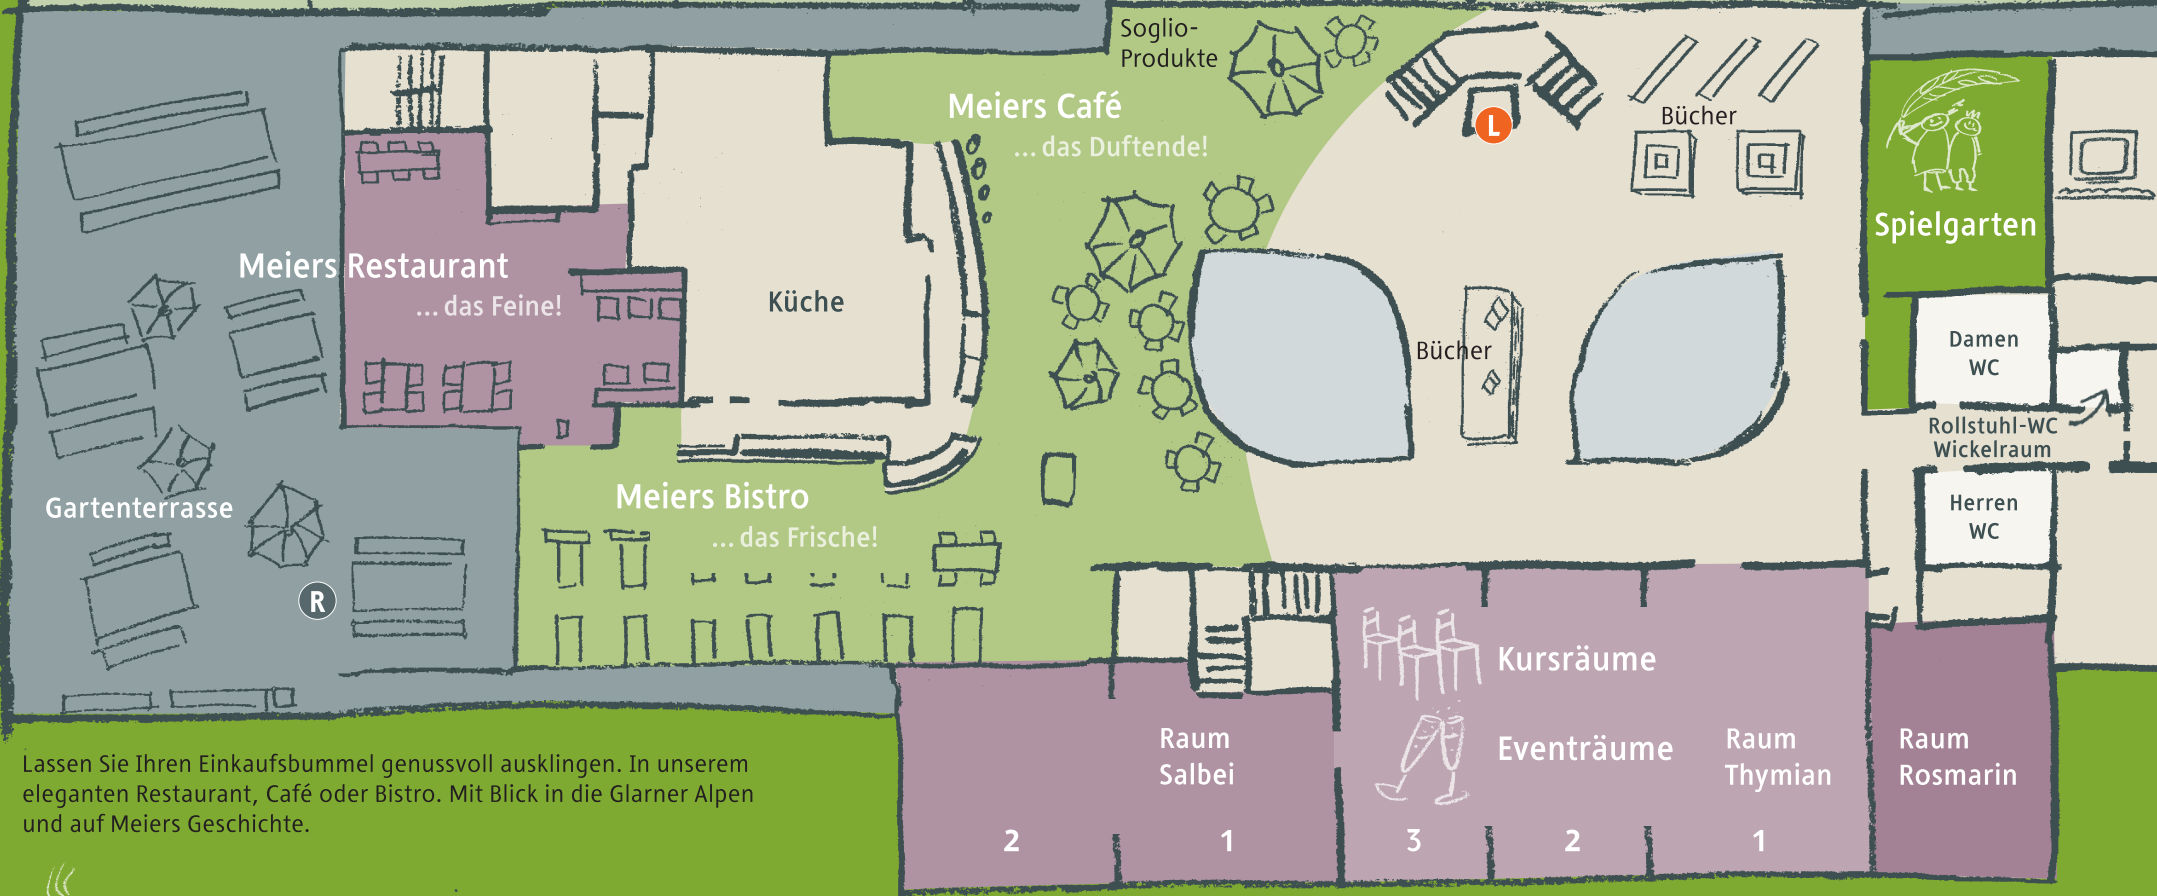 Soglio-
Produkte
Meiers Café
... das Duftende!
L
Bücher
Spielgarten
Meiers Restaurant
... das Feine!
Küche
Bücher
Damen
WC
Rollstuhl-WC
Wickelraum
Gartenterrasse
Meiers Bistro
... das Frische!
Herren
WC
R
Kursräume
Eventräume
Raum
Salbei
Raum
Thymian
Raum
Rosmarin
2
1
3
2
1
Lassen Sie Ihren Einkaufsbummel genussvoll ausklingen. In unserem
eleganten Restaurant, Café oder Bistro. Mit Blick in die Glarner Alpen
und auf Meiers Geschichte.